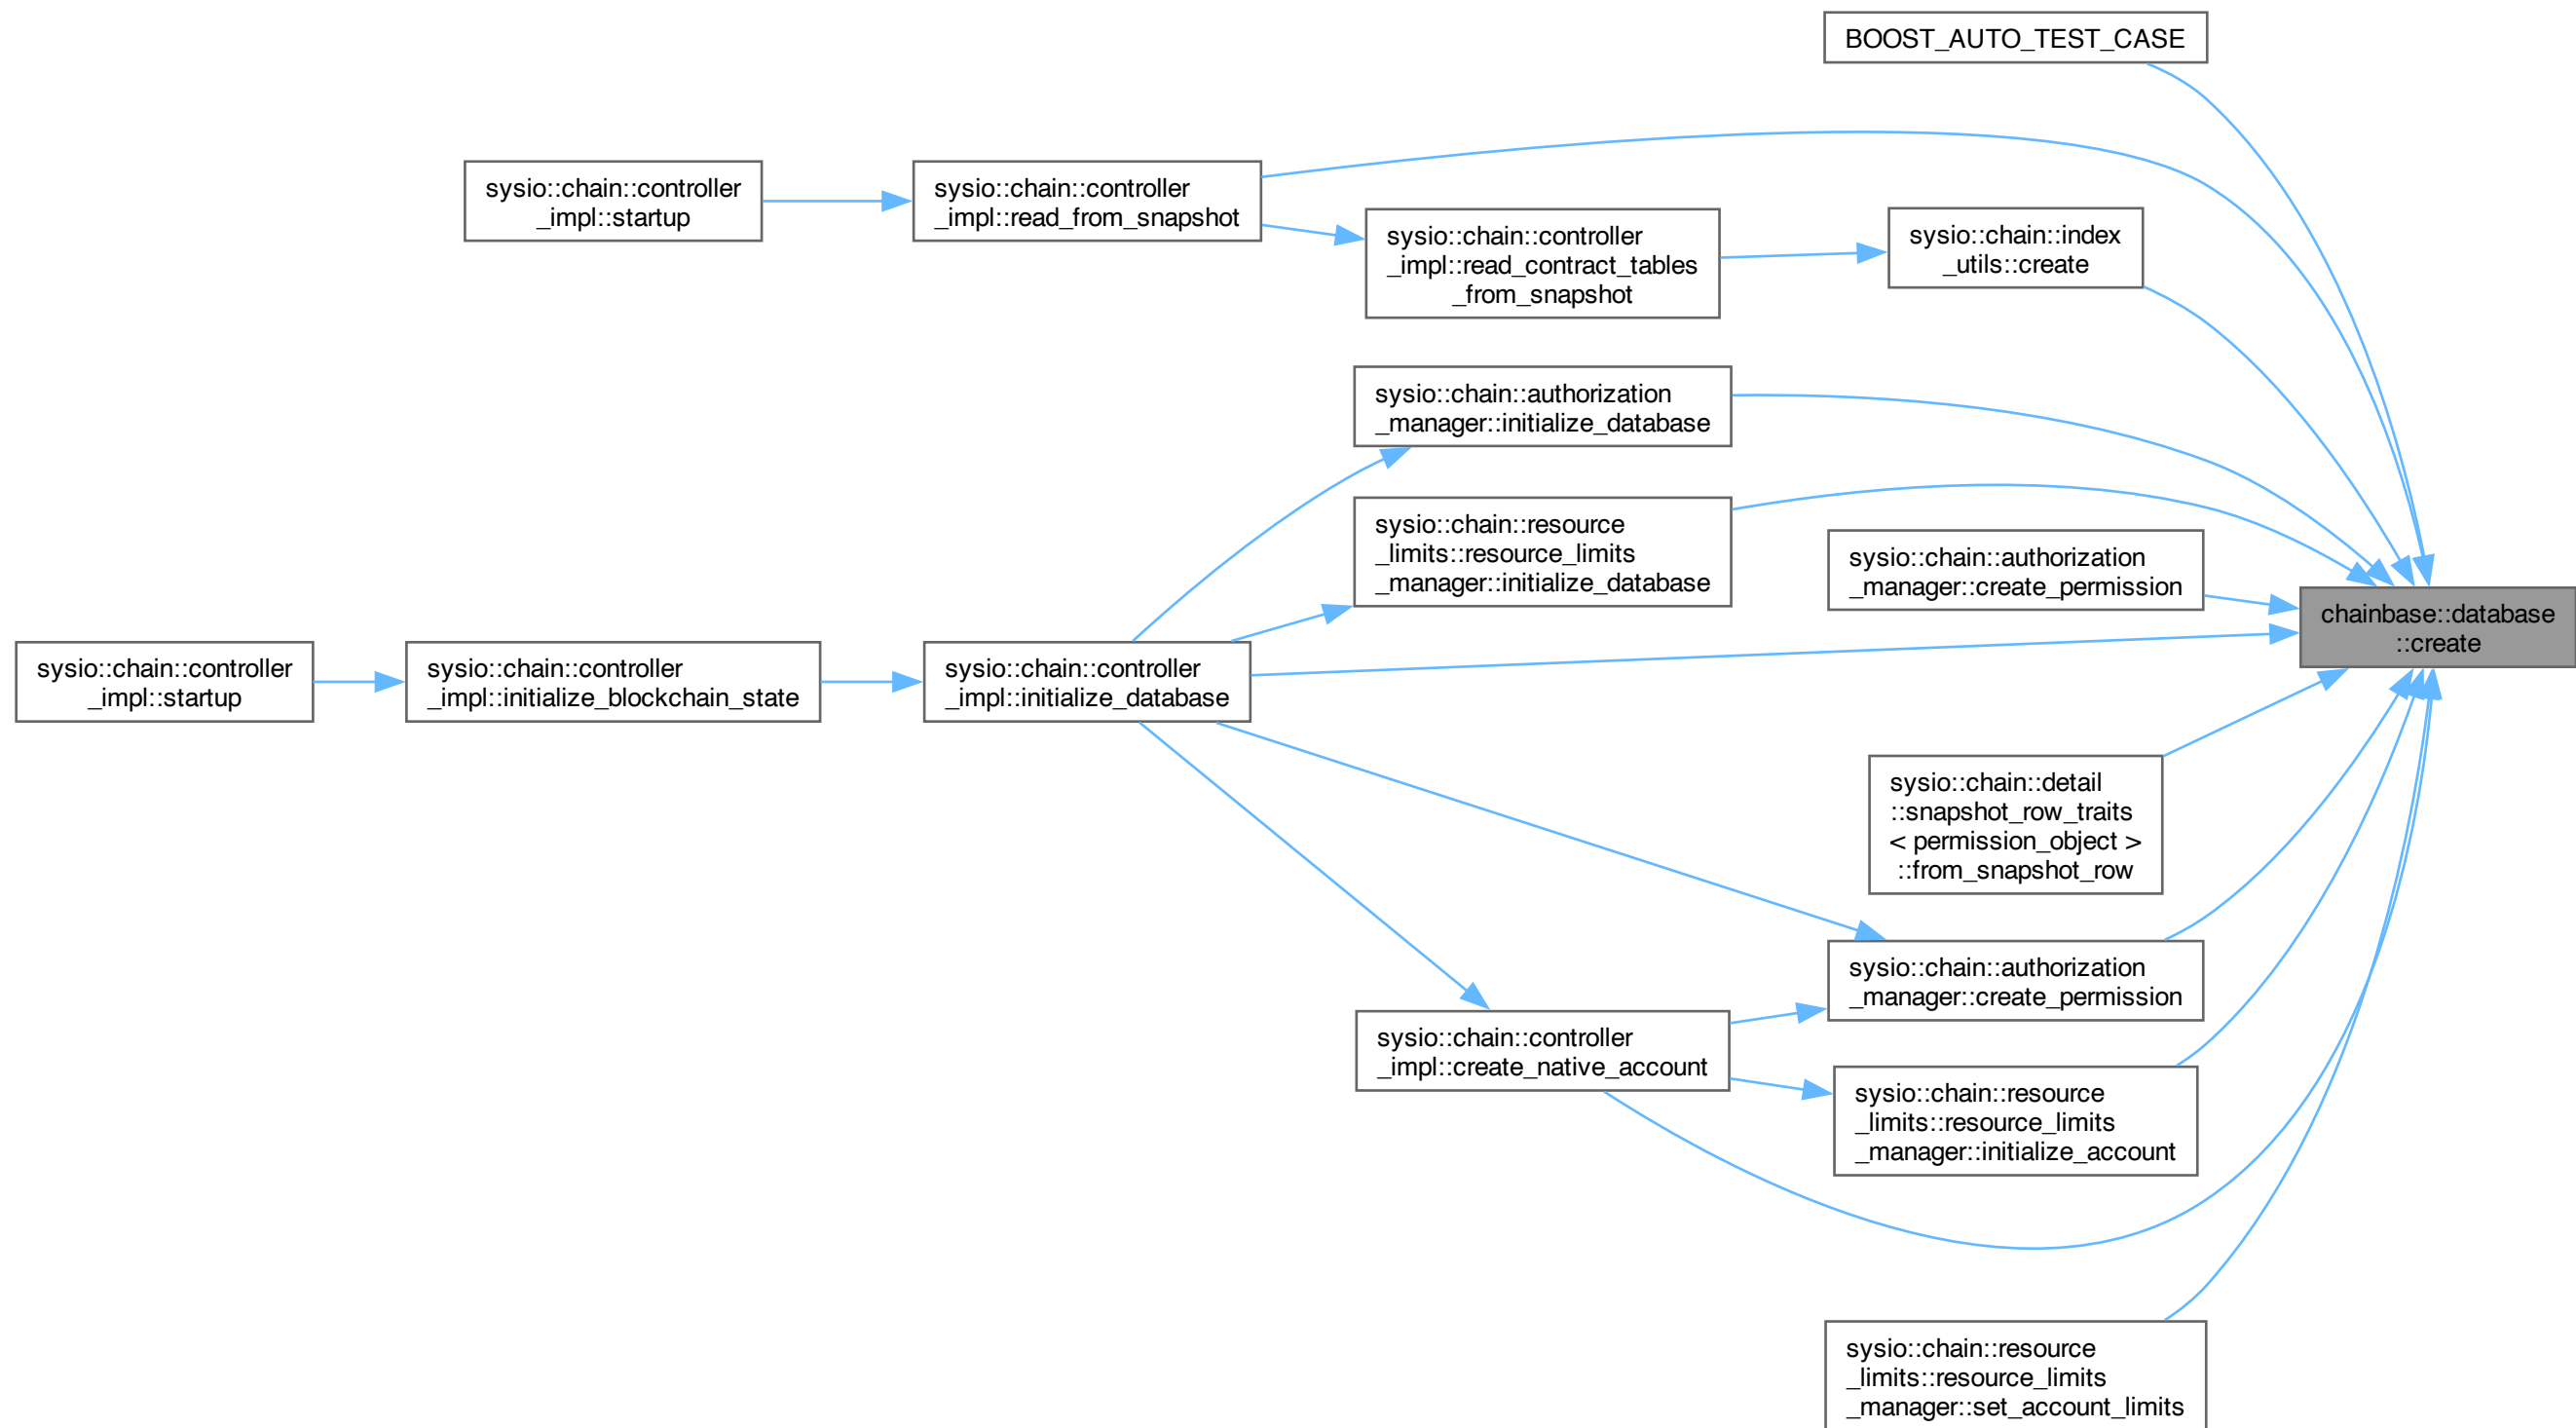 BOOST_AUTO_TEST_CASE
sysio::chain::controller
_impl::startup
sysio::chain::controller
_impl::read_from_snapshot
sysio::chain::controller
_impl::read_contract_tables
_from_snapshot
sysio::chain::index
_utils::create
sysio::chain::authorization
_manager::initialize_database
sysio::chain::resource
_limits::resource_limits
_manager::initialize_database
sysio::chain::authorization
_manager::create_permission
chainbase::database
::create
sysio::chain::controller
_impl::startup
sysio::chain::controller
_impl::initialize_blockchain_state
sysio::chain::controller
_impl::initialize_database
sysio::chain::detail
::snapshot_row_traits
< permission_object >
::from_snapshot_row
sysio::chain::authorization
_manager::create_permission
sysio::chain::controller
_impl::create_native_account
sysio::chain::resource
_limits::resource_limits
_manager::initialize_account
sysio::chain::resource
_limits::resource_limits
_manager::set_account_limits